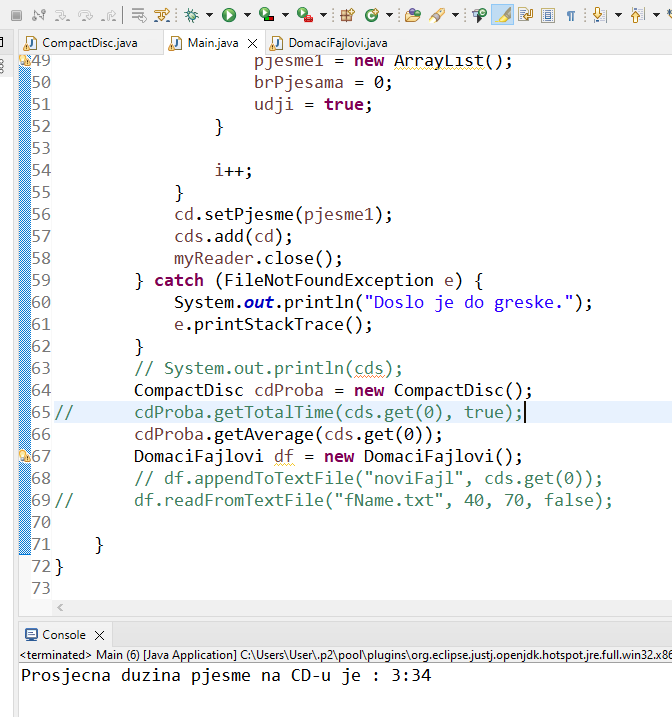 CompactDisc.java Main.java DomaciFajlovi.java
49 pjesme1 = new ArrayList();
50 brPjesama = 0;
51 udji = true;
52 }
53
54 i++;
55 }
56 cd.setPjesme(pjesme1);
57 cds.add(cd);
58 myReader.close();
59 } catch (FileNotFoundException e) {
60 System.out.println("Doslo je do greske.");
61 e.printStackTrace();
62 }
63 // System.out.println(cds);
64 CompactDisc cdProba = new CompactDisc();
65 // cdProba.getTotalTime(cds.get(0), true);
66 cdProba.getAverage(cds.get(0));
67 DomaciFajlovi df = new DomaciFajlovi();
68 // df.appendToTextFile("noviFajl", cds.get(0));
69 // df.readFromTextFile("fName.txt", 40, 70, false);
70
71 }
72 }
73
Console
<terminated> Main (6) [Java Application] C:\Users\User\.p2\pool\plugins\org.eclipse.justj.openjdk.hotspot.jre.full.win32.x86
Prosjecna duzina pjesme na CD-u je : 3:34